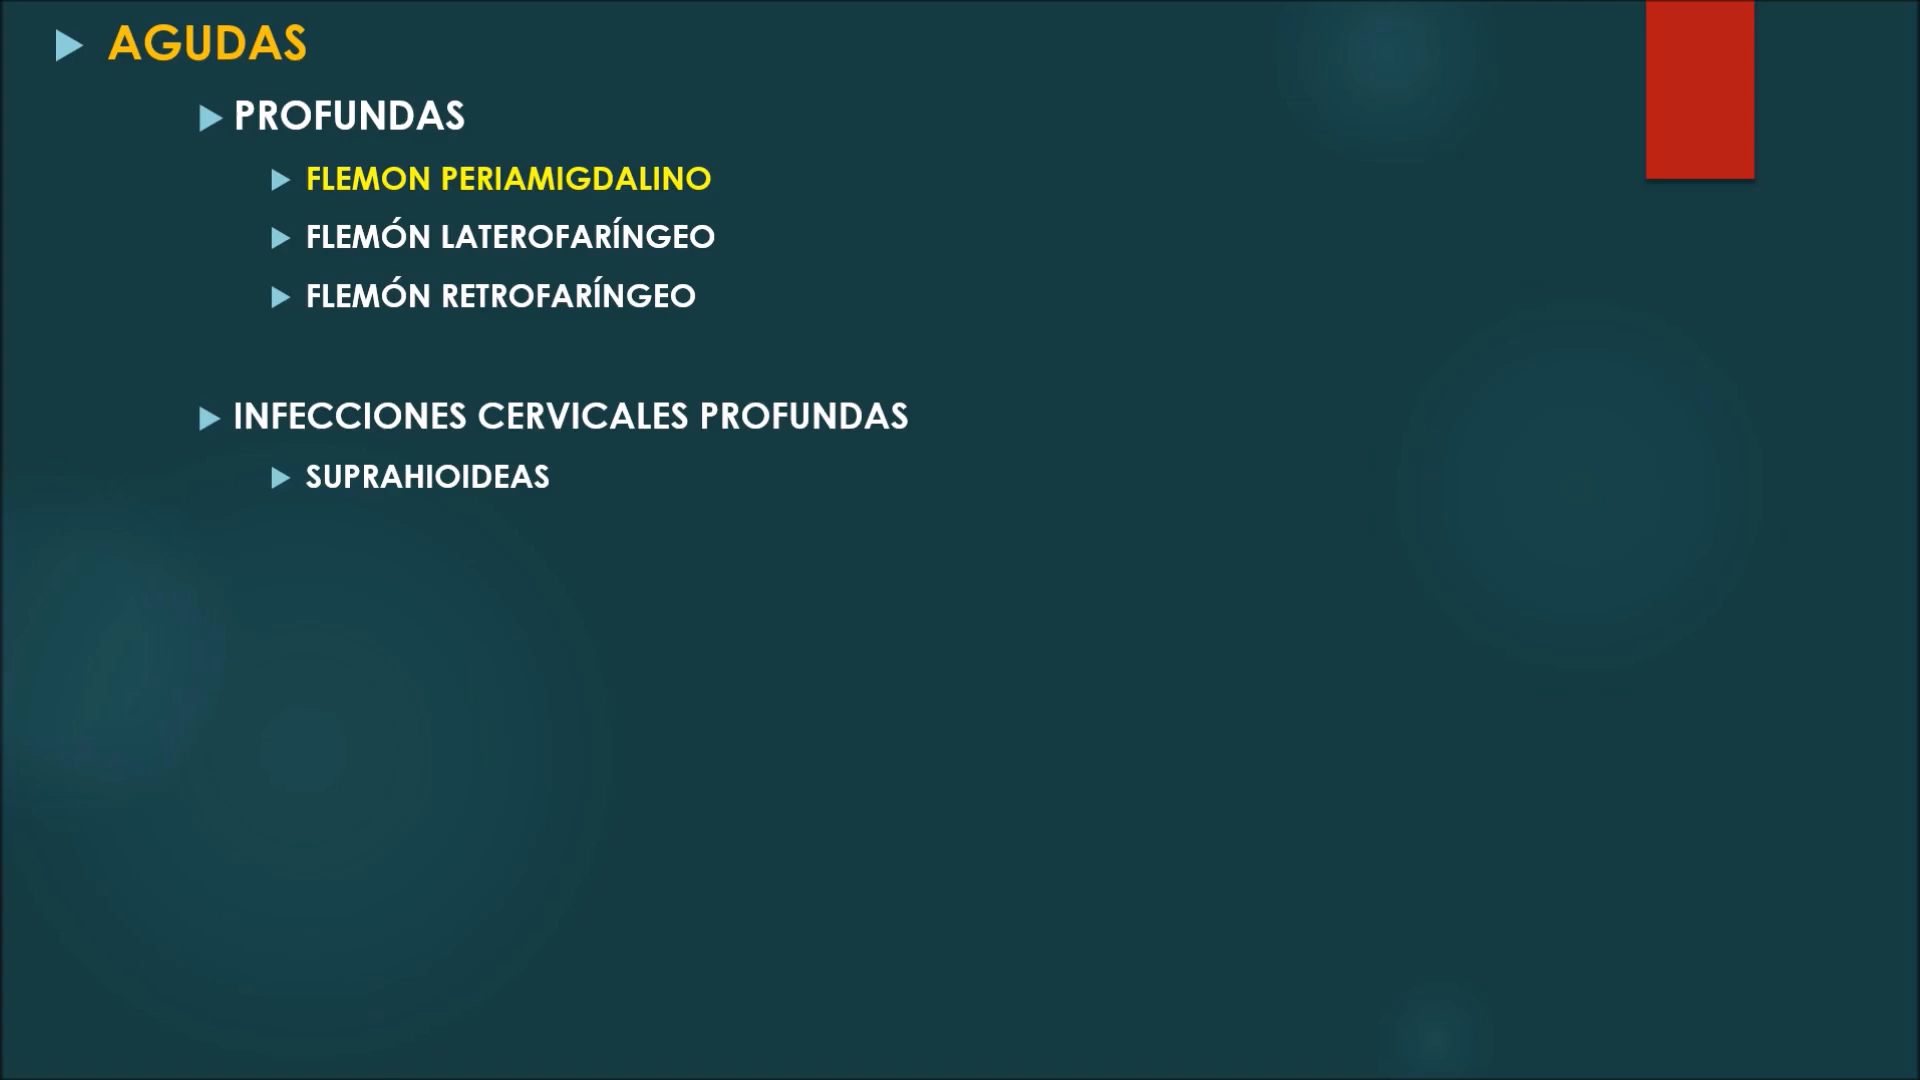 AGUDAS
PROFUNDAS
FLEMON PERIAMIGDALINO
FLEMÓN LATEROFARÍNGEO
FLEMÓN RETROFARÍNGEO
INFECCIONES CERVICALES PROFUNDAS
SUPRAHIOIDEAS